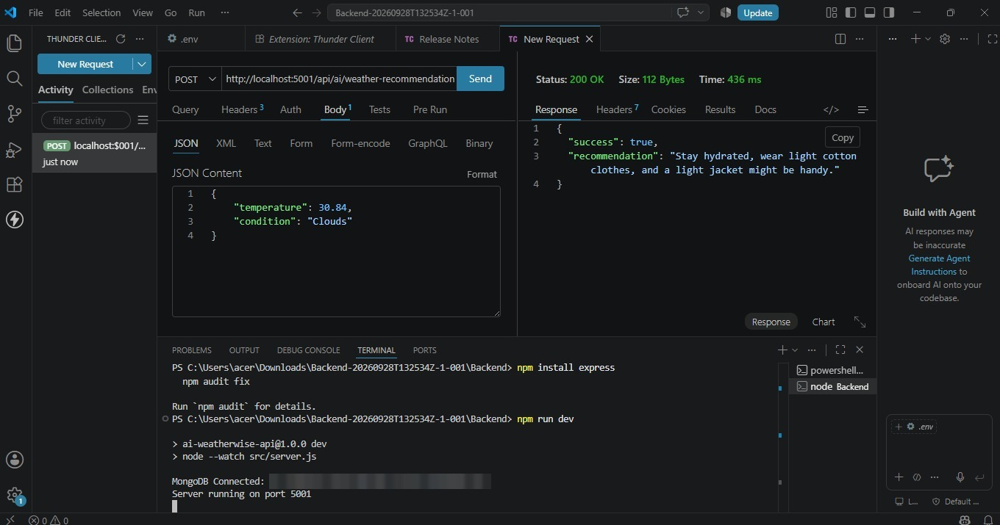 File Edit Selection View Go Run ··· Backend-20260928T132534Z-1-001 Update
THUNDER CLIE... ···
New Request
Activity Collections Env
filter activity
POST localhost:$001/...
just now
.env Extension: Thunder Client TC Release Notes TC New Request ···
POST http://localhost:5001/api/ai/weather-recommendation Send
Query Headers 3 Auth Body 1 Tests Pre Run
JSON XML Text Form Form-encode GraphQL Binary
JSON Content Format
1 {
2 "temperature": 30.84,
3 "condition": "Clouds"
4 }
Status: 200 OK Size: 112 Bytes Time: 436 ms
Response Headers 7 Cookies Results Docs </>
1 {
2 "success": true,
3 "recommendation": "Stay hydrated, wear light cotton
clothes, and a light jacket might be handy."
4 }
Copy
Response Chart
PROBLEMS OUTPUT DEBUG CONSOLE TERMINAL PORTS ···
PS C:\Users\acer\Downloads\Backend-20260928T132534Z-1-001\Backend> npm install express
npm audit fix
Run `npm audit` for details.
PS C:\Users\acer\Downloads\Backend-20260928T132534Z-1-001\Backend> npm run dev
> ai-weatherwise-api@1.0.0 dev
> node --watch src/server.js
MongoDB Connected:
Server running on port 5001
powershell...
node Backend
··· ···
Build with Agent
AI responses may
be inaccurate
Generate Agent
Instructions to
onboard AI onto your
codebase.
+ .env
···
L... Default ...
1
0 0